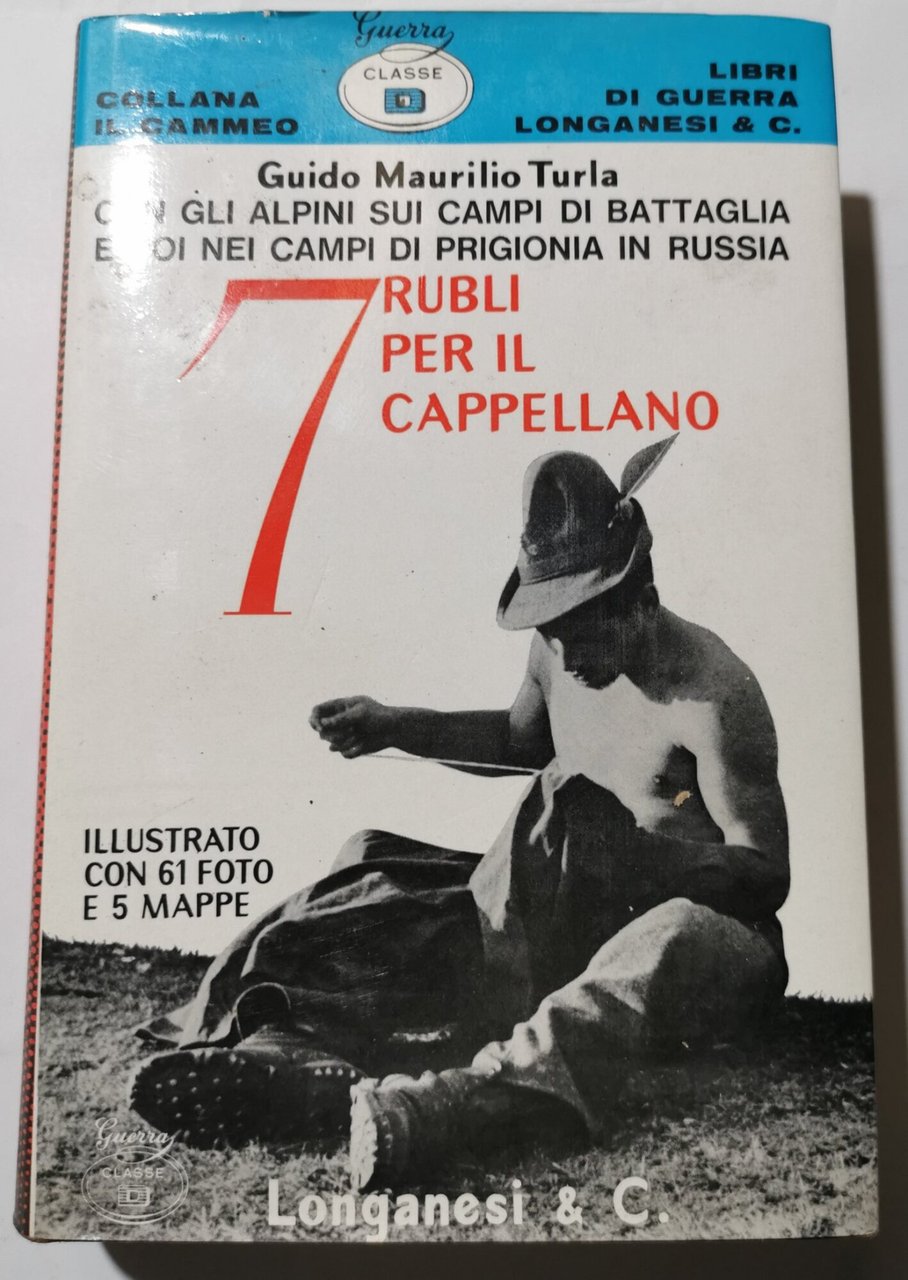 Guerra
CLASSE
D
COLLANA
IL CAMMEO
LIBRI
DI GUERRA
LONGANESI & C.
Guido Maurilio Turla
CON GLI ALPINI SUI CAMPI DI BATTAGLIA
E POI NEI CAMPI DI PRIGIONIA IN RUSSIA
7 RUBLI
PER IL
CAPPELLANO
ILLUSTRATO
CON 61 FOTO
E 5 MAPPE
Guerra
CLASSE
D
Longanesi & C.